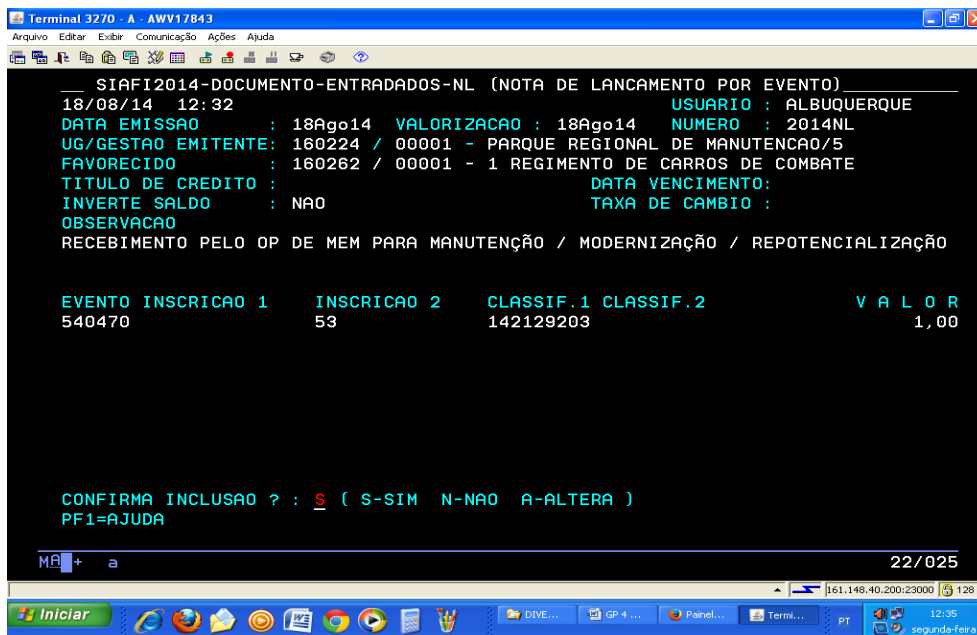 Terminal 3270 - A - AWV17843
Arquivo Editar Exibir Comunicação Ações Ajuda
__ SIAFI2014-DOCUMENTO-ENTRADADOS-NL (NOTA DE LANCAMENTO POR EVENTO)___________
18/08/14 12:32 USUARIO : ALBUQUERQUE
DATA EMISSAO : 18Ago14 VALORIZACAO : 18Ago14 NUMERO : 2014NL
UG/GESTAO EMITENTE: 160224 / 00001 - PARQUE REGIONAL DE MANUTENCAO/5
FAVORECIDO : 160262 / 00001 - 1 REGIMENTO DE CARROS DE COMBATE
TITULO DE CREDITO : DATA VENCIMENTO:
INVERTE SALDO : NAO TAXA DE CAMBIO :
OBSERVACAO
RECEBIMENTO PELO OP DE MEM PARA MANUTENÇÃO / MODERNIZAÇÃO / REPOTENCIALIZAÇÃO
EVENTO INSCRICAO 1 INSCRICAO 2 CLASSIF.1 CLASSIF.2 V A L O R
540470 53 142129203 1,00
CONFIRMA INCLUSAO ? : S ( S-SIM N-NAO A-ALTERA )
PF1=AJUDA
MA + a 22/025
161.148.40.200:23000 128
Iniciar DIVE... GP 4 ... Painel... Termi... PT 12:35
segunda-feira